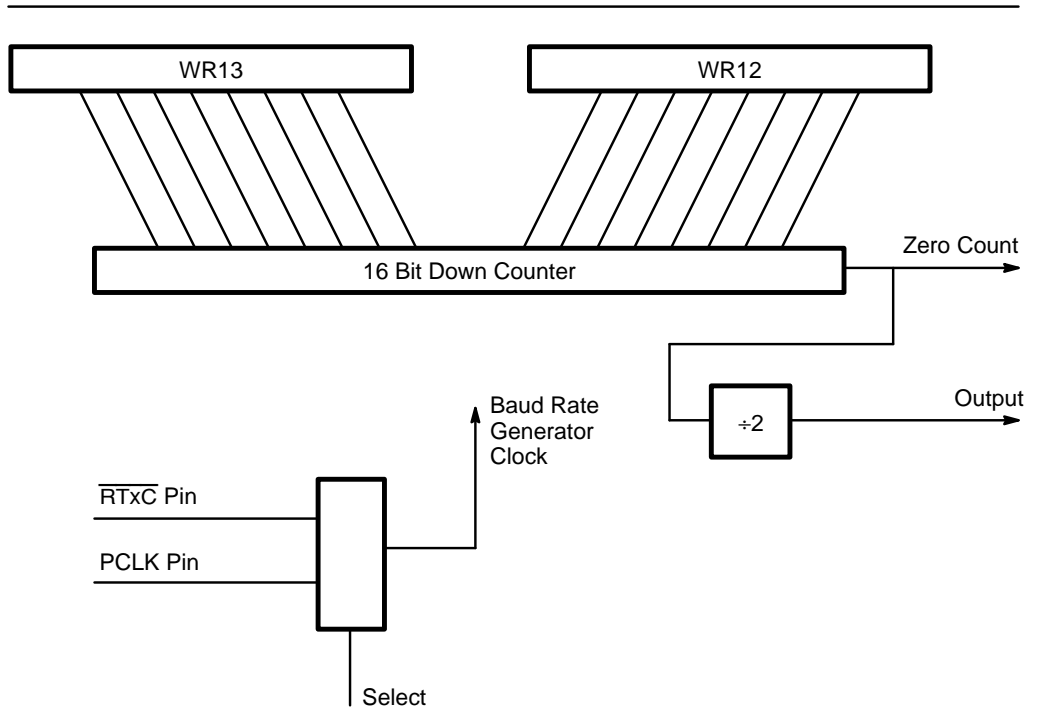 WR13
WR12
16 Bit Down Counter
Zero Count
÷2
Output
Baud Rate
Generator
Clock
RTxC Pin
PCLK Pin
Select